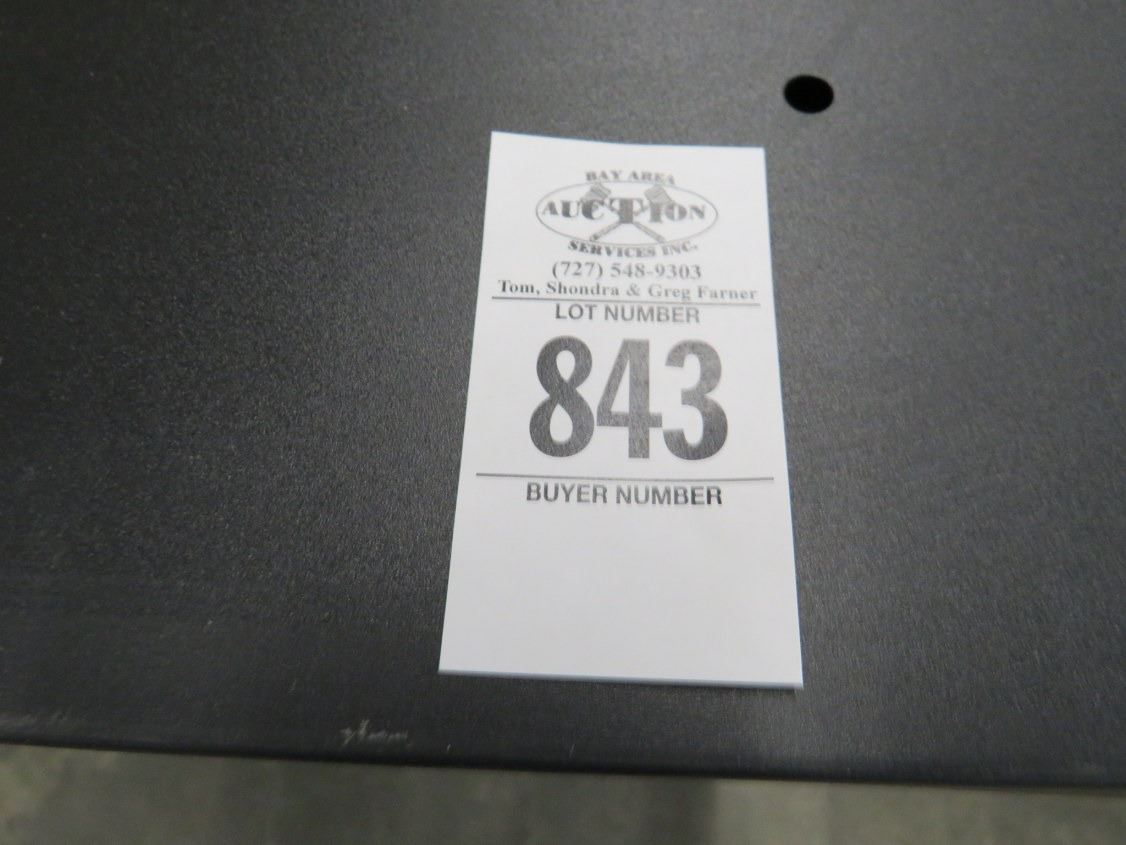 BAY AREA
AUCTION
SERVICES INC.
(727) 548-9303
Tom, Shondra & Greg Farner
LOT NUMBER
843
BUYER NUMBER